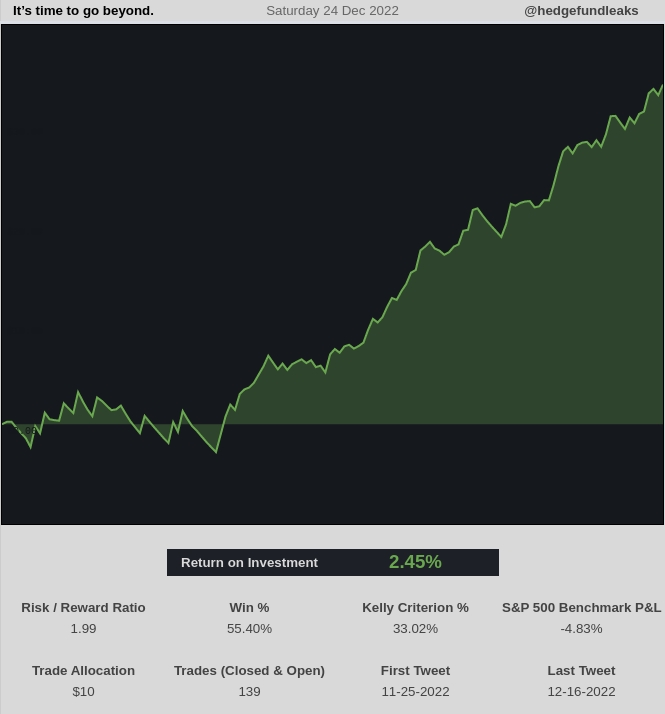 It's time to go beyond. Saturday 24 Dec 2022 @hedgefundleaks
Return on Investment 2.45%
Risk / Reward Ratio Win % Kelly Criterion % S&P 500 Benchmark P&L
1.99 55.40% 33.02% -4.83%
Trade Allocation Trades (Closed & Open) First Tweet Last Tweet
$10 139 11-25-2022 12-16-2022